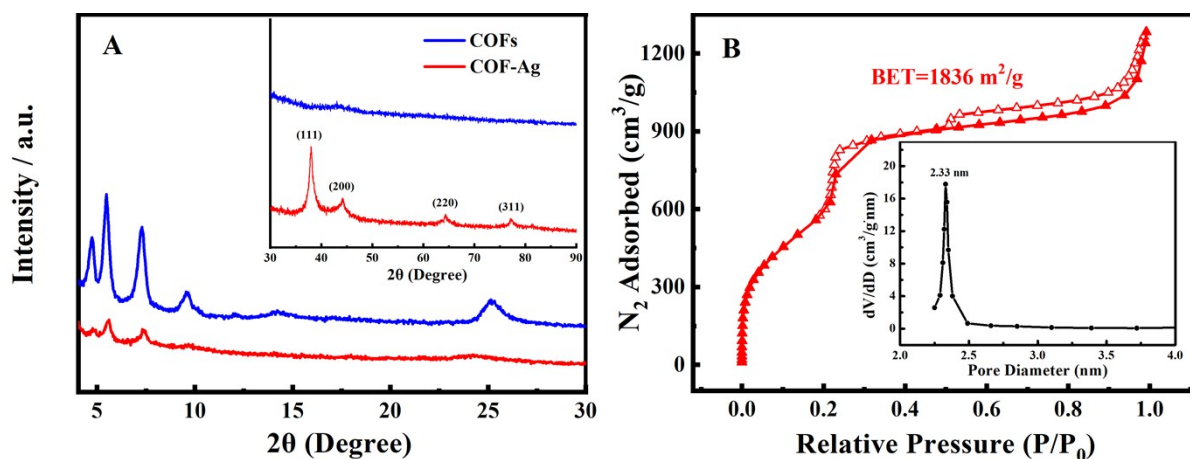 A
COFs
COF-Ag
(111)
(200)
(220)
(311)
30 40 50 60 70 80 90
2θ (Degree)
Intensity / a.u.
5 10 15 20 25 30
2θ (Degree)
B
BET=1836 m²/g
1200
900
600
300
0
N₂ Adsorbed (cm³/g)
2.33 nm
16
12
8
4
0
dV/dD (cm³/g·nm)
2.0 2.5 3.0 3.5 4.0
Pore Diameter (nm)
0.0 0.2 0.4 0.6 0.8 1.0
Relative Pressure (P/P₀)